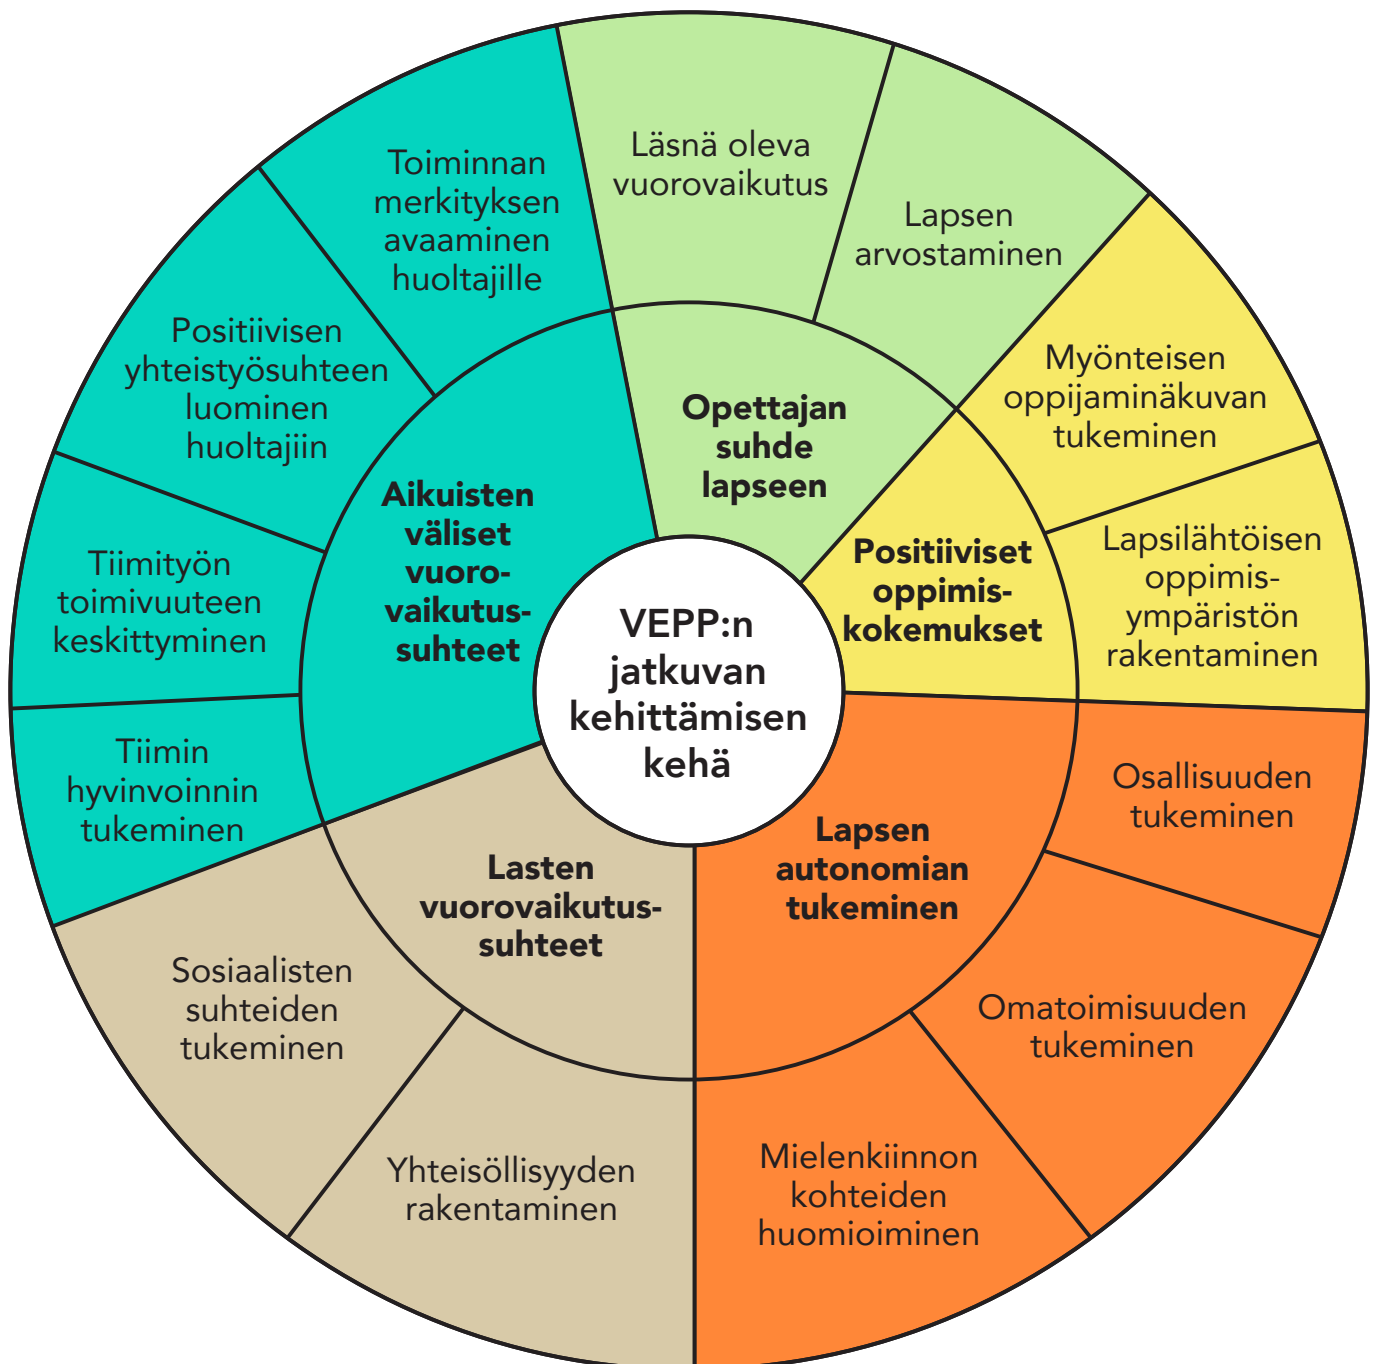 VEPP:n
jatkuvan
kehittämisen
kehä
Opettajan
suhde
lapseen
Läsnä oleva
vuorovaikutus
Lapsen
arvostaminen
Positiiviset
oppimis-
kokemukset
Myönteisen
oppijaminäkuvan
tukeminen
Lapsilähtöisen
oppimis-
ympäristön
rakentaminen
Lapsen
autonomian
tukeminen
Osallisuuden
tukeminen
Omatoimisuuden
tukeminen
Mielenkiinnon
kohteiden
huomioiminen
Lasten
vuorovaikutus-
suhteet
Yhteisöllisyyden
rakentaminen
Sosiaalisten
suhteiden
tukeminen
Aikuisten
väliset
vuoro-
vaikutus-
suhteet
Tiimin
hyvinvoinnin
tukeminen
Tiimityön
toimivuuteen
keskittyminen
Positiivisen
yhteistyösuhteen
luominen
huoltajiin
Toiminnan
merkityksen
avaaminen
huoltajille